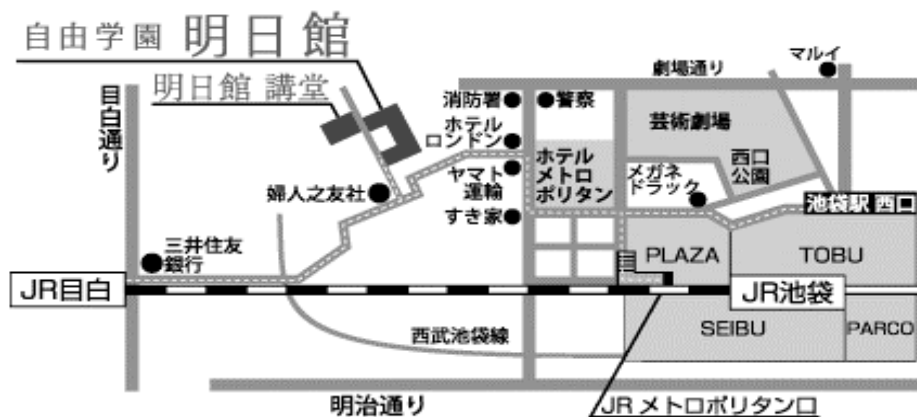 自由学園 明日館
明日館 講堂
目白通り
劇場通り
マルイ
消防署
警察
ホテル
ロンドン
芸術劇場
西口
公園
ヤマト
運輸
ホテル
メトロ
ポリタン
メガネ
ドラック
婦人之友社
すき家
池袋駅 西口
三井住友
銀行
PLAZA
TOBU
JR目白
JR池袋
西武池袋線
SEIBU
PARCO
明治通り
JR メトロポリタン口